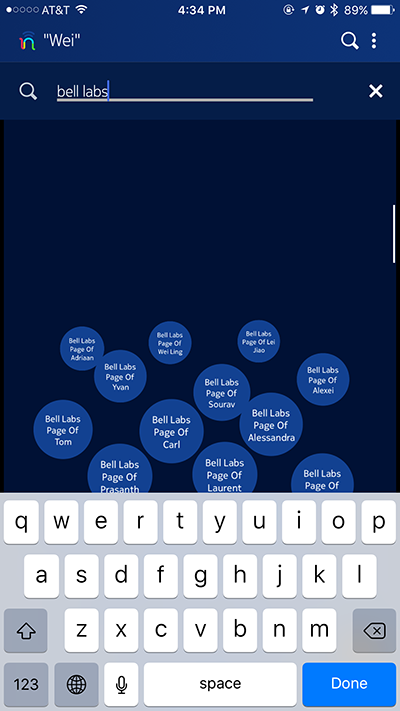 AT&T 4:34 PM 89%
"Wei"
bell labs
Bell Labs
Page Of
Adriaan
Bell Labs
Page Of
Wei Ling
Bell Labs
Page Of Lei
Jiao
Bell Labs
Page Of
Yvan
Bell Labs
Page Of
Sourav
Bell Labs
Page Of
Alexei
Bell Labs
Page Of
Tom
Bell Labs
Page Of
Carl
Bell Labs
Page Of
Alessandra
Bell Labs
Page Of
Prasanth
Bell Labs
Page Of
Laurent
Bell Labs
Page Of
q w e r t y u i o p
a s d f g h j k l
z x c v b n m
123 space Done